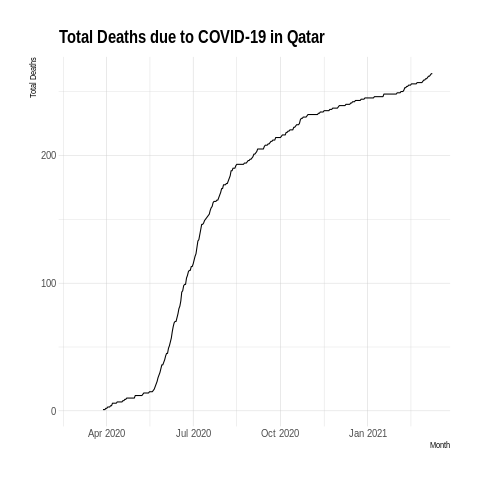 Total Deaths due to COVID-19 in Qatar
Total Deaths
200
100
0
Apr 2020 Jul 2020 Oct 2020 Jan 2021
Month